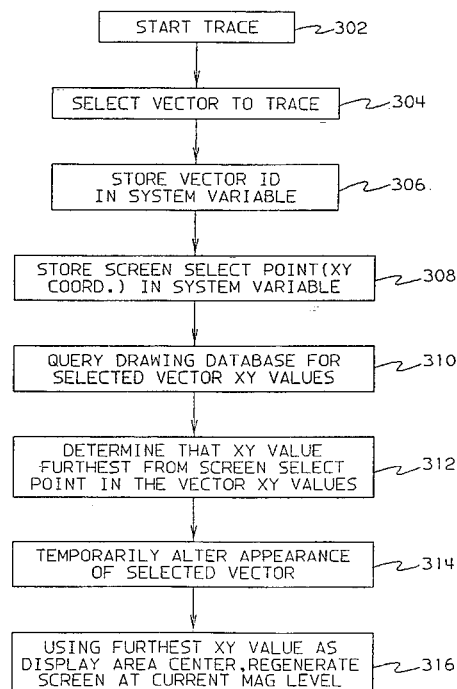 START TRACE
302
SELECT VECTOR TO TRACE
304
STORE VECTOR ID
IN SYSTEM VARIABLE
306
STORE SCREEN SELECT POINT(XY
COORD.) IN SYSTEM VARIABLE
308
QUERY DRAWING DATABASE FOR
SELECTED VECTOR XY VALUES
310
DETERMINE THAT XY VALUE
FURTHEST FROM SCREEN SELECT
POINT IN THE VECTOR XY VALUES
312
TEMPORARILY ALTER APPEARANCE
OF SELECTED VECTOR
314
USING FURTHEST XY VALUE AS
DISPLAY AREA CENTER,REGENERATE
SCREEN AT CURRENT MAG LEVEL
316